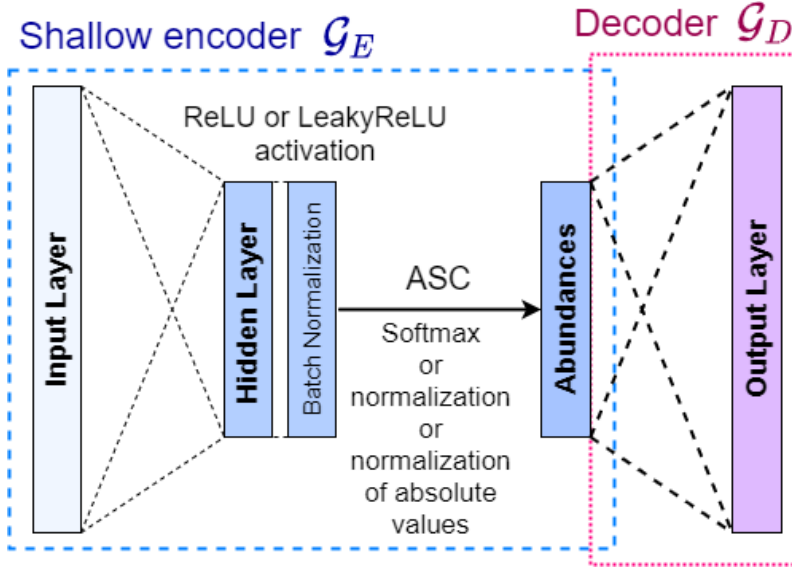 Shallow encoder 𝒢_E
Decoder 𝒢_D
ReLU or LeakyReLU
activation
Input Layer
Hidden Layer
Batch Normalization
ASC
Softmax
or
normalization
or
normalization
of absolute
values
Abundances
Output Layer